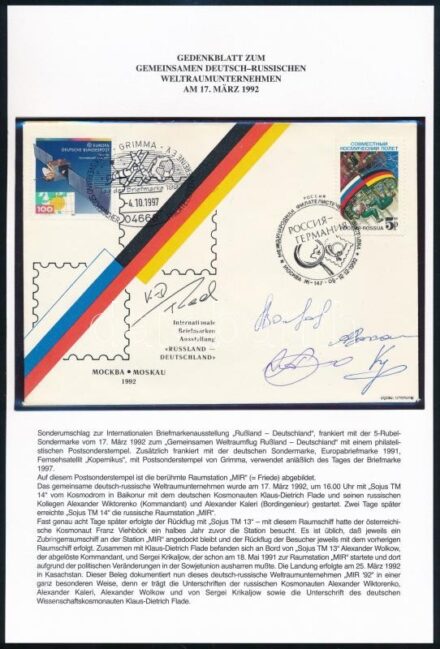 GEDENKBLATT ZUM
GEMEINSAMEN DEUTSCH–RUSSISCHEN
WELTRAUMUNTERNEHMEN
AM 17. MÄRZ 1992
EUROPA
DEUTSCHE BUNDESPOST
100
GRIMMA
-4.10.1997
04668
СОВМЕСТНЫЙ
КОСМИЧЕСКИЙ ПОЛЕТ
5р
РОССИЯ
РОССИЯ-
ГЕРМАНИЯ
Internationale
Briefmarken
Ausstellung
«RUSSLAND –
DEUTSCHLAND»
МОСКВА • MOSKAU
1992
Sonderumschlag zur Internationalen Briefmarkenausstellung „Rußland – Deutschland“, frankiert mit der 5-Rubel-
Sondermarke vom 17. März 1992 zum „Gemeinsamen Weltraumflug Rußland – Deutschland“ mit einem philateli-
stischen Postsonderstempel. Zusätzlich frankiert mit der deutschen Sondermarke, Europabriefmarke 1991,
Fernsehsatellit „Kopernikus“, mit Postsonderstempel von Grimma, verwendet anläßlich des Tages der Briefmarke
1997.
Auf diesem Postsonderstempel ist die berühmte Raumstation „MIR“ (= Friede) abgebildet.
Das gemeinsame deutsch-russische Weltraumunternehmen wurde am 17. März 1992, um 16.00 Uhr mit „Sojus TM
14“ vom Kosmodrom in Baikonur mit dem deutschen Kosmonauten Klaus-Dietrich Flade und seinen russischen
Kollegen Alexander Wiktorenko (Kommandant) und Alexander Kaleri (Bordingenieur) gestartet. Zwei Tage später
erreichte „Sojus TM 14“ die russische Raumstation „MIR“.
Fast genau acht Tage später erfolgte der Rückflug mit „Sojus TM 13“ – mit diesem Raumschiff hatte der österreichi-
sche Kosmonaut Franz Viehböck ein halbes Jahr zuvor die Station besucht. Es ist üblich, daß jeweils ein
Zubringerraumschiff an der Station „MIR“ angedockt bleibt und der Rückflug der Besucher jeweils mit dem vorherigen
Raumschiff erfolgt. Zusammen mit Klaus-Dietrich Flade befanden sich an Bord von „Sojus TM 13“ Alexander Wolkow,
der abgelöste Kommandant, und Sergei Krikaljow, der schon am 18. Mai 1991 zur Raumstation „MIR“ startete und dort
aufgrund der politischen Veränderungen in der Sowjetunion ausharren mußte. Die Landung erfolgte am 25. März 1992
in Kasachstan. Dieser Beleg dokumentiert nun dieses deutsch-russische Weltraumunternehmen „MIR '92“ in einer
ganz besonderen Weise, denn er trägt die Unterschriften der russischen Kosmonauten Alexander Wiktorenko,
Alexander Kaleri, Alexander Wolkow und von Sergei Krikaljow sowie die Unterschrift des deutschen
Wissenschaftskosmonauten Klaus-Dietrich Flade.